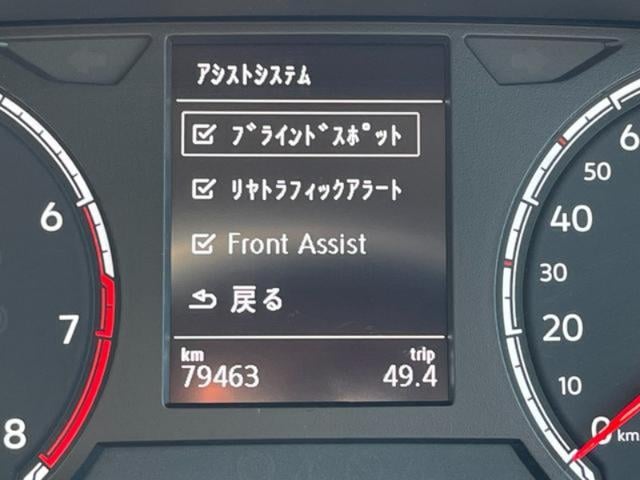 アシストシステム
ブラインドスポット
リヤトラフィックアラート
Front Assist
戻る
km trip
79463 49.4
6
7
8
60
50
40
30
20
10
0 km